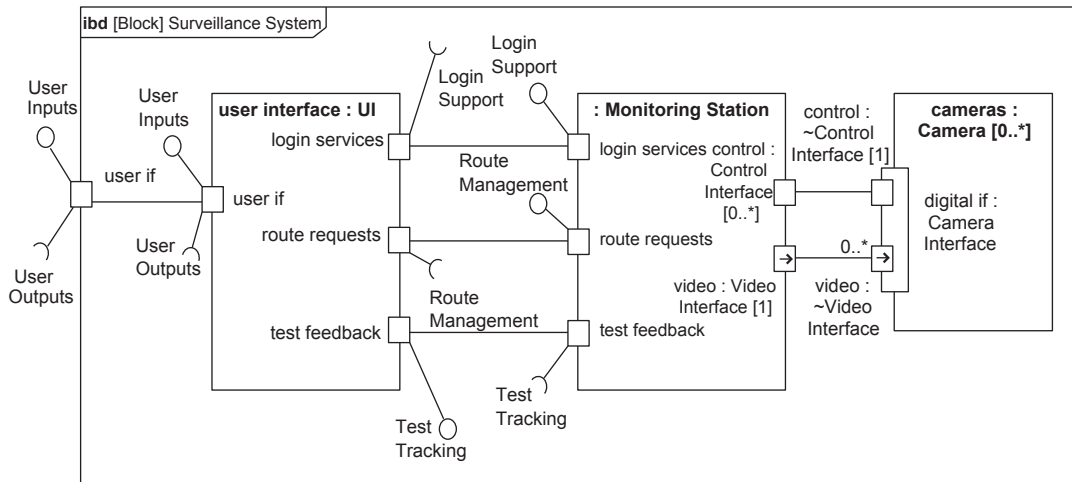 ibd [Block] Surveillance System
User
Inputs
user if
User
Outputs
User
Inputs
User
Outputs
user interface : UI
login services
user if
route requests
test feedback
Login
Support
Login
Support
Route
Management
Route
Management
Test
Tracking
Test
Tracking
: Monitoring Station
login services control :
Control
Interface
[0..*]
route requests
video : Video
Interface [1]
test feedback
control :
~Control
Interface [1]
0..*
video :
~Video
Interface
cameras :
Camera [0..*]
digital if :
Camera
Interface